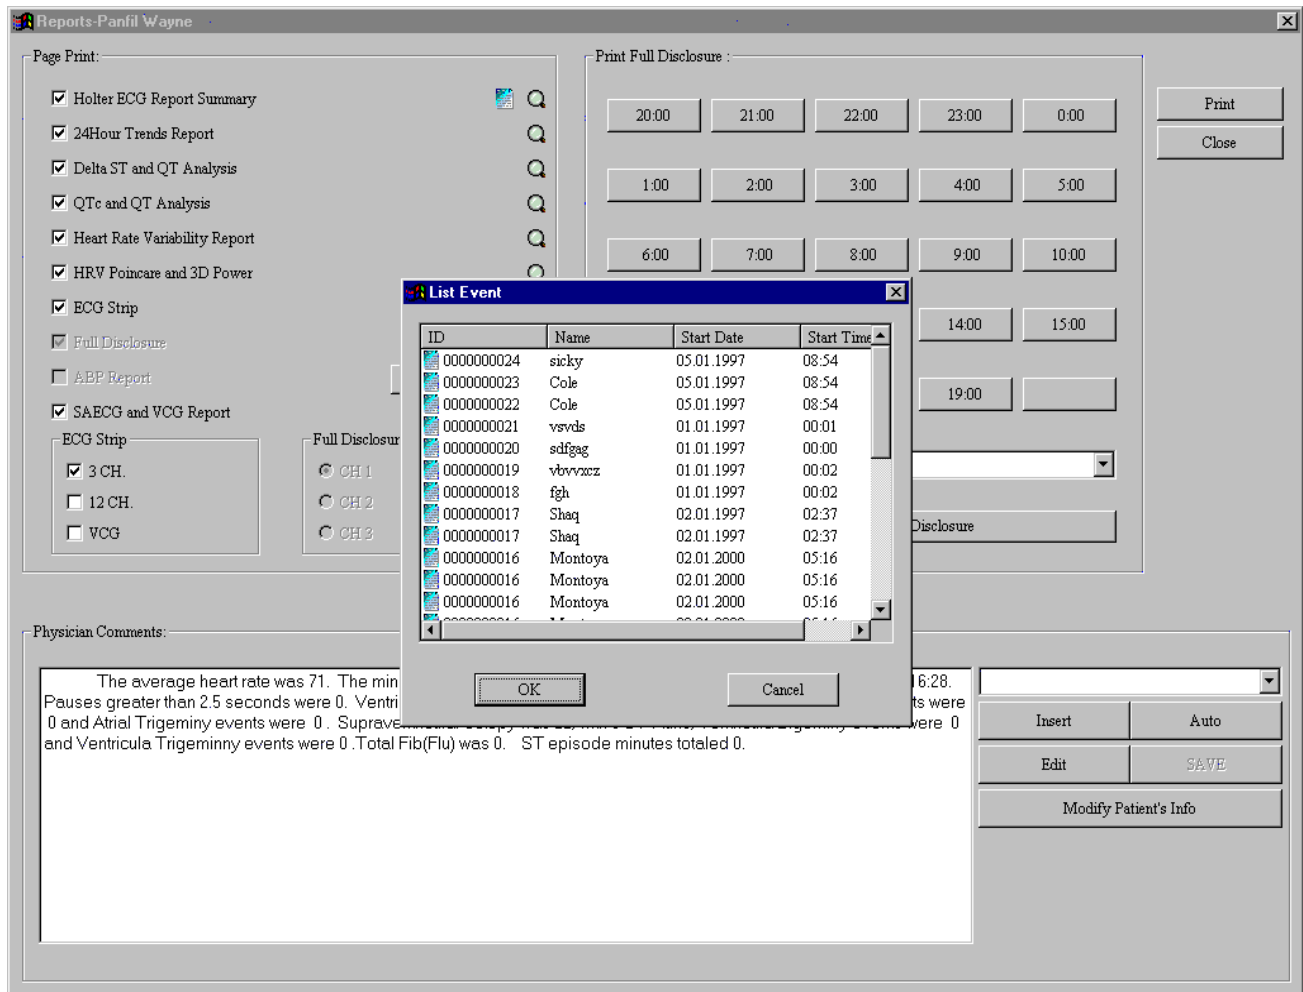 Reports-Panfil Wayne
Page Print:
Holter ECG Report Summary
24Hour Trends Report
Delta ST and QT Analysis
QTc and QT Analysis
Heart Rate Variability Report
HRV Poincare and 3D Power
ECG Strip
Full Disclosure
ABP Report
SAECG and VCG Report
ECG Strip
3 CH.
12 CH.
VCG
Full Disclosur
CH 1
CH 2
CH 3
Print Full Disclosure :
20:00 21:00 22:00 23:00 0:00
1:00 2:00 3:00 4:00 5:00
6:00 7:00 8:00 9:00 10:00
14:00 15:00
19:00
Disclosure
Print
Close
List Event
ID Name Start Date Start Time
0000000024 sicky 05.01.1997 08:54
0000000023 Cole 05.01.1997 08:54
0000000022 Cole 05.01.1997 08:54
0000000021 vsvds 01.01.1997 00:01
0000000020 sdfgag 01.01.1997 00:00
0000000019 vbvvxcz 01.01.1997 00:02
0000000018 fgh 01.01.1997 00:02
0000000017 Shaq 02.01.1997 02:37
0000000017 Shaq 02.01.1997 02:37
0000000016 Montoya 02.01.2000 05:16
0000000016 Montoya 02.01.2000 05:16
0000000016 Montoya 02.01.2000 05:16
OK Cancel
Physician Comments:
The average heart rate was 71. The min 6:28.
Pauses greater than 2.5 seconds were 0. Ventri ts were
0 and Atrial Trigeminy events were 0 . Suprave were 0
and Ventricula Trigeminny events were 0 .Total Fib(Flu) was 0. ST episode minutes totaled 0.
Insert Auto
Edit SAVE
Modify Patient's Info